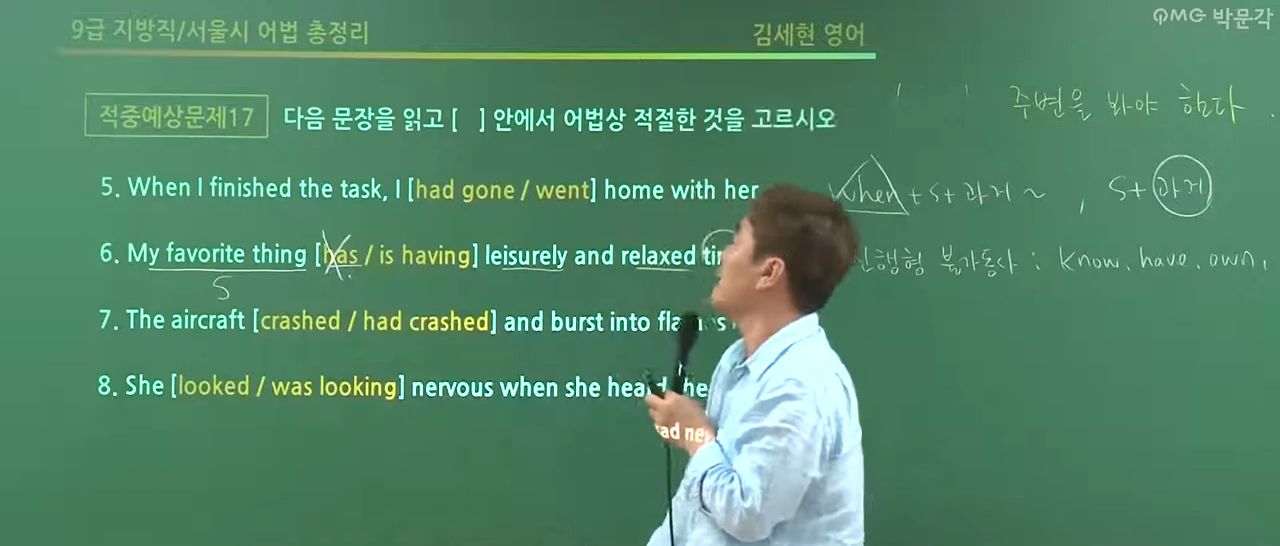 QMG 박문각
9급 지방직/서울시 어법 총정리
김세현 영어
주변을 봐야 한다.
적중예상문제17 다음 문장을 읽고 [ ] 안에서 어법상 적절한 것을 고르시오
5. When I finished the task, I [had gone / went] home with her
when + S + 과거 ~ , S + 과거
6. My favorite thing [has / is having] leisurely and relaxed
S
진행형 불가동사 : know, have, own,
7. The aircraft [crashed / had crashed] and burst into
8. She [looked / was looking] nervous when she heard